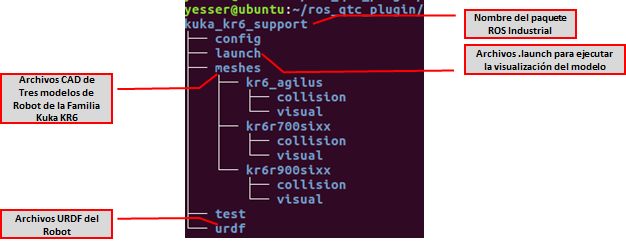 yesser@ubuntu:~/ros_qtc_plugin/
kuka_kr6_support
├── config
├── launch
├── meshes
│   ├── kr6_agilus
│   │   ├── collision
│   │   └── visual
│   ├── kr6r700sixx
│   │   ├── collision
│   │   └── visual
│   └── kr6r900sixx
│       ├── collision
│       └── visual
├── test
└── urdf
Nombre del paquete
ROS Industrial
Archivos .launch para ejecutar
la visualización del modelo
Archivos CAD de
Tres modelos de
Robot de la Familia
Kuka KR6
Archivos URDF del
Robot